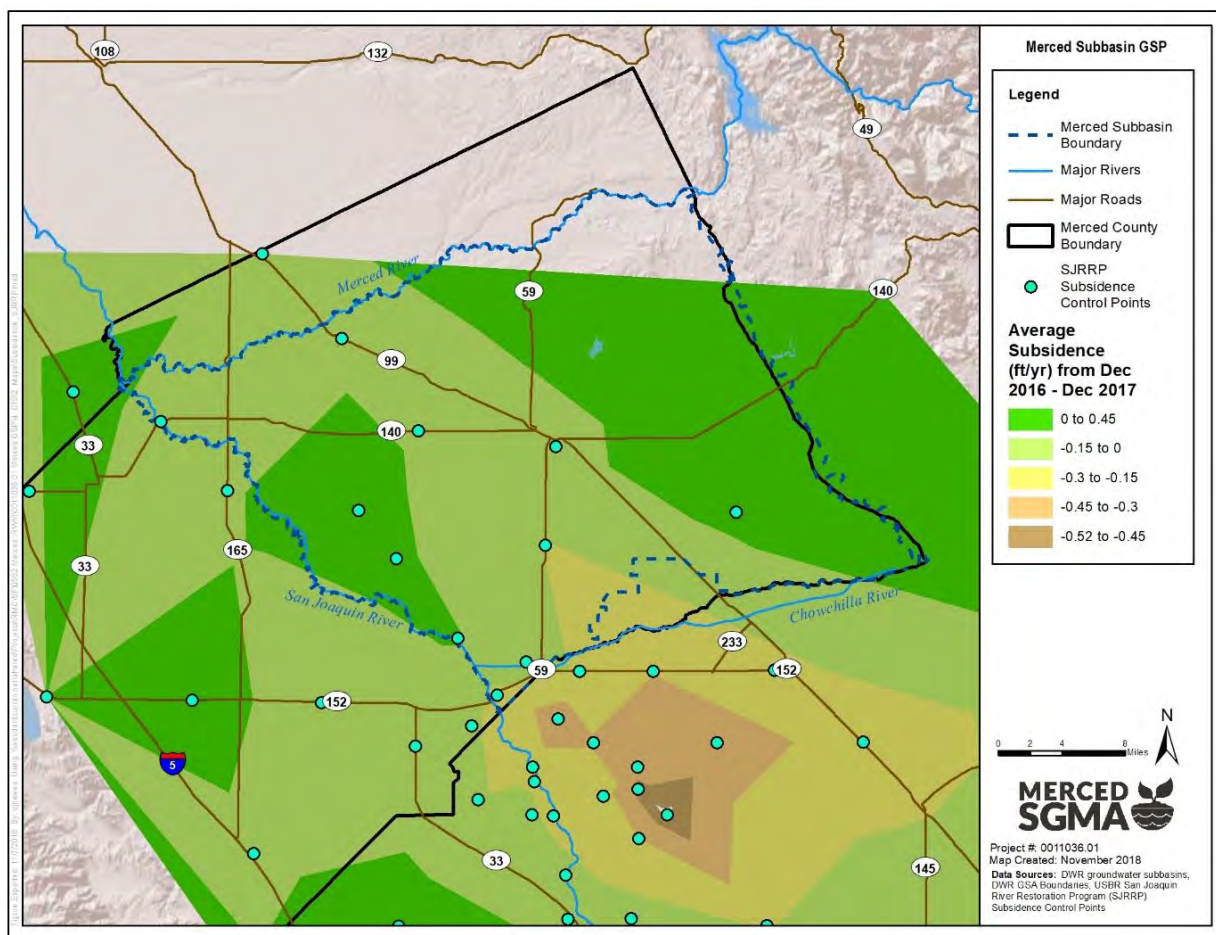 Merced Subbasin GSP
Legend
Merced Subbasin
Boundary
Major Rivers
Major Roads
Merced County
Boundary
SJRRP
Subsidence
Control Points
Average
Subsidence
(ft/yr) from Dec
2016 - Dec 2017
0 to 0.45
-0.15 to 0
-0.3 to -0.15
-0.45 to -0.3
-0.52 to -0.45
108
132
49
Merced River
59
140
99
33
140
165
33
San Joaquin River
Chowchilla River
233
59
152
152
5
33
145
N
0 2 4 8
Miles
MERCED
SGMA
Project #: 0011036.01
Map Created: November 2018
Data Sources: DWR groundwater subbasins,
DWR GSA Boundaries, USBR San Joaquin
River Restoration Program (SJRRP)
Subsidence Control Points